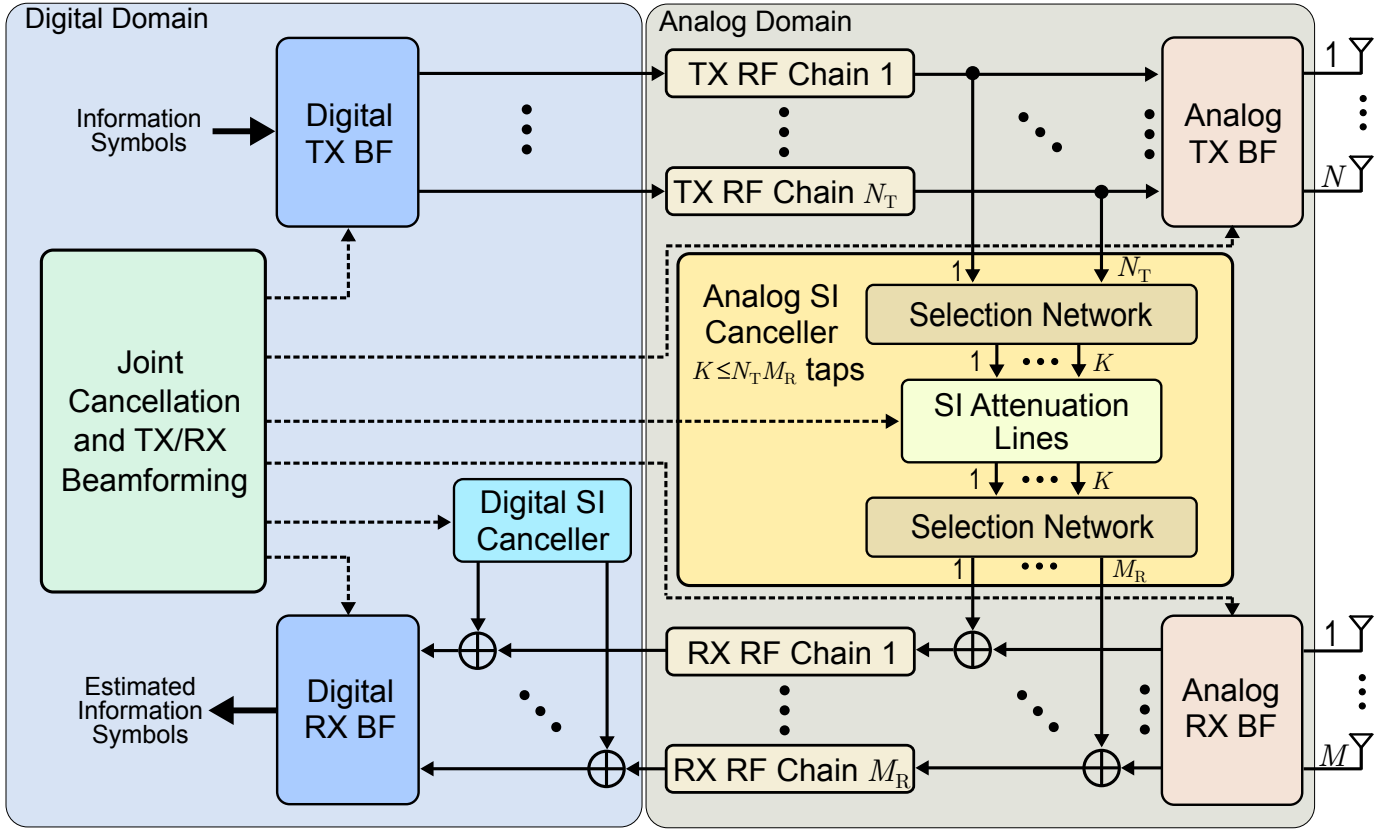 Digital Domain
Analog Domain
Information
Symbols
Digital
TX BF
TX RF Chain 1
TX RF Chain N_T
Analog
TX BF
1
N
Joint
Cancellation
and TX/RX
Beamforming
Analog SI
Canceller
K ≤ N_T M_R taps
1
N_T
Selection Network
1
K
SI Attenuation
Lines
1
K
Selection Network
1
M_R
Digital SI
Canceller
Estimated
Information
Symbols
Digital
RX BF
RX RF Chain 1
RX RF Chain M_R
Analog
RX BF
1
M